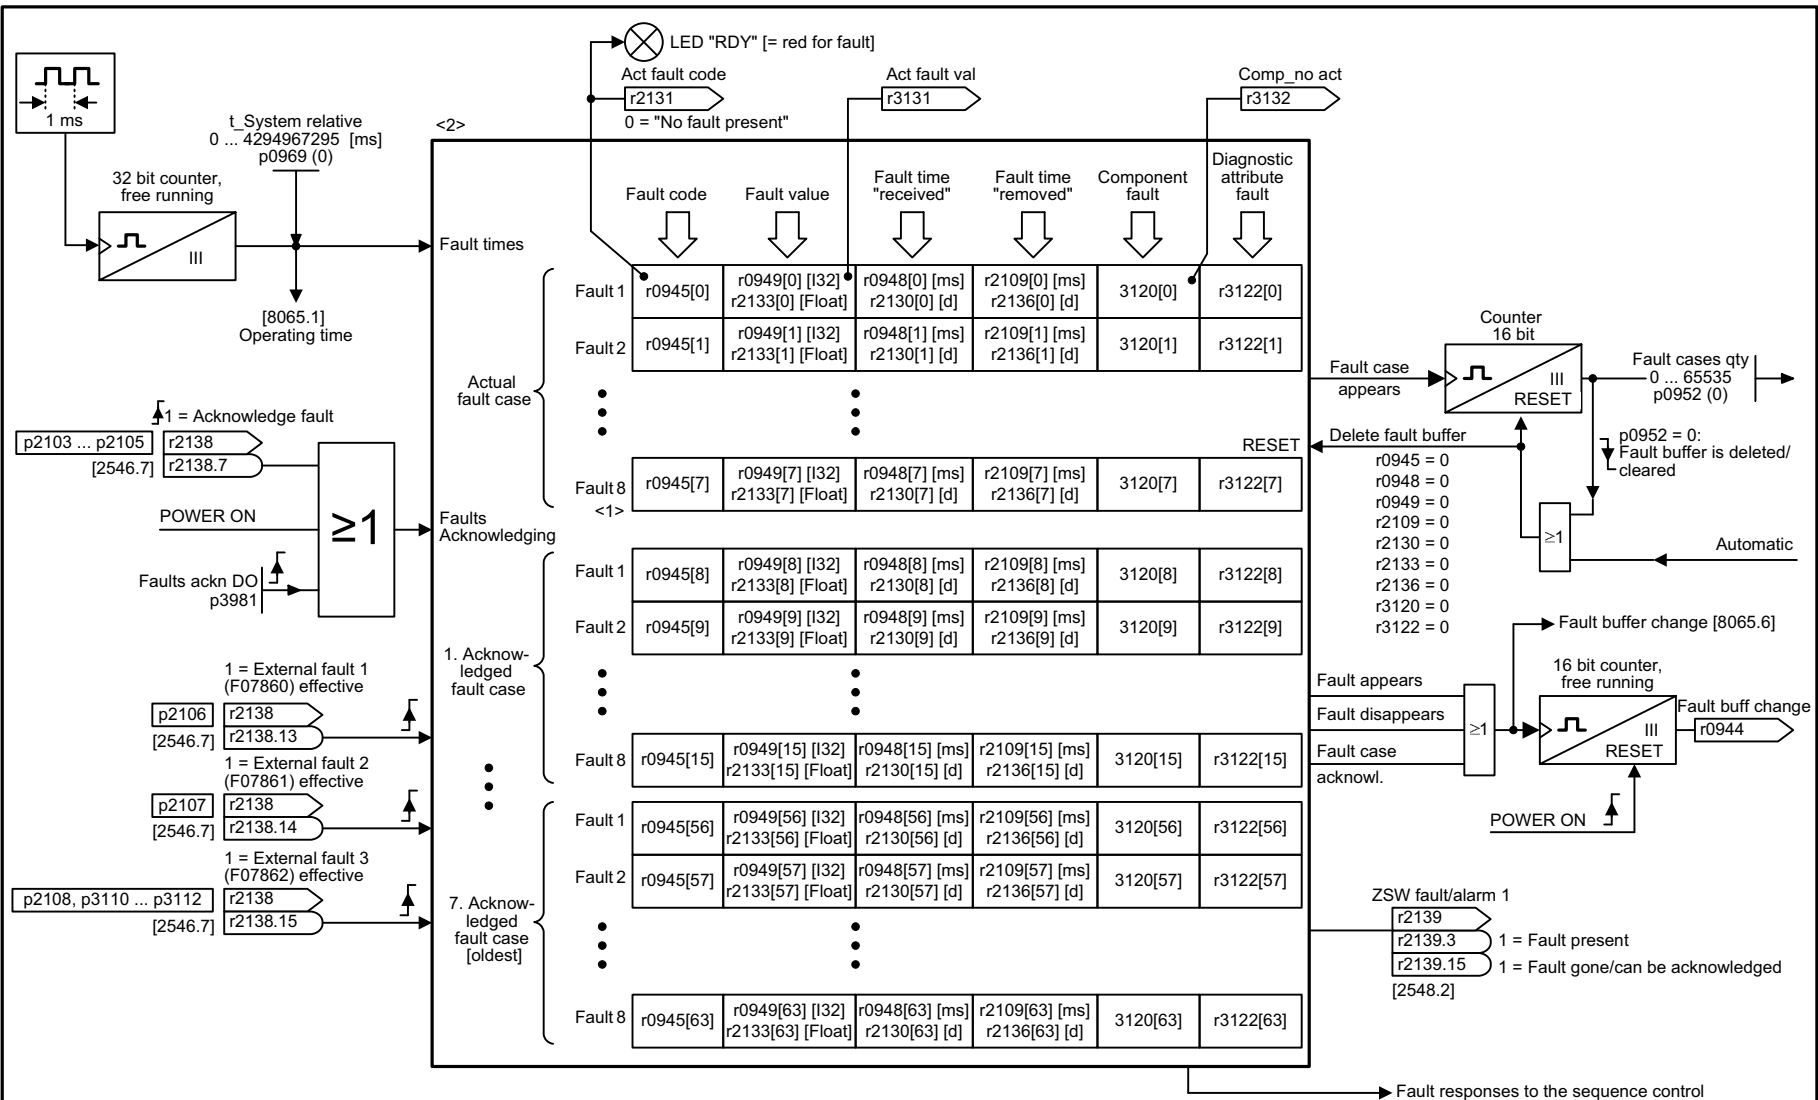 LED "RDY" [= red for fault]
Act fault code
r2131
0 = "No fault present"
Act fault val
r3131
Comp_no act
r3132
1 ms
t_System relative
0 ... 4294967295 [ms]
p0969 (0)
<2>
32 bit counter,
free running
III
[8065.1]
Operating time
Fault times
Fault code
Fault value
Fault time
"received"
Fault time
"removed"
Component
fault
Diagnostic
attribute
fault
Actual
fault case
Fault 1
r0945[0]
r0949[0] [I32]
r2133[0] [Float]
r0948[0] [ms]
r2130[0] [d]
r2109[0] [ms]
r2136[0] [d]
3120[0]
r3122[0]
Fault 2
r0945[1]
r0949[1] [I32]
r2133[1] [Float]
r0948[1] [ms]
r2130[1] [d]
r2109[1] [ms]
r2136[1] [d]
3120[1]
r3122[1]
Fault 8
<1>
r0945[7]
r0949[7] [I32]
r2133[7] [Float]
r0948[7] [ms]
r2130[7] [d]
r2109[7] [ms]
r2136[7] [d]
3120[7]
r3122[7]
1 = Acknowledge fault
p2103 ... p2105
r2138
[2546.7]
r2138.7
POWER ON
Faults ackn DO
p3981
≥1
Faults
Acknowledging
1. Acknow-
ledged
fault case
Fault 1
r0945[8]
r0949[8] [I32]
r2133[8] [Float]
r0948[8] [ms]
r2130[8] [d]
r2109[8] [ms]
r2136[8] [d]
3120[8]
r3122[8]
Fault 2
r0945[9]
r0949[9] [I32]
r2133[9] [Float]
r0948[9] [ms]
r2130[9] [d]
r2109[9] [ms]
r2136[9] [d]
3120[9]
r3122[9]
Fault 8
r0945[15]
r0949[15] [I32]
r2133[15] [Float]
r0948[15] [ms]
r2130[15] [d]
r2109[15] [ms]
r2136[15] [d]
3120[15]
r3122[15]
1 = External fault 1
(F07860) effective
p2106
r2138
[2546.7]
r2138.13
1 = External fault 2
(F07861) effective
p2107
r2138
[2546.7]
r2138.14
1 = External fault 3
(F07862) effective
p2108, p3110 ... p3112
r2138
[2546.7]
r2138.15
7. Acknow-
ledged
fault case
[oldest]
Fault 1
r0945[56]
r0949[56] [I32]
r2133[56] [Float]
r0948[56] [ms]
r2130[56] [d]
r2109[56] [ms]
r2136[56] [d]
3120[56]
r3122[56]
Fault 2
r0945[57]
r0949[57] [I32]
r2133[57] [Float]
r0948[57] [ms]
r2130[57] [d]
r2109[57] [ms]
r2136[57] [d]
3120[57]
r3122[57]
Fault 8
r0945[63]
r0949[63] [I32]
r2133[63] [Float]
r0948[63] [ms]
r2130[63] [d]
r2109[63] [ms]
r2136[63] [d]
3120[63]
r3122[63]
Fault case
appears
Counter
16 bit
III
RESET
Fault cases qty
0 ... 65535
p0952 (0)
RESET
Delete fault buffer
r0945 = 0
r0948 = 0
r0949 = 0
r2109 = 0
r2130 = 0
r2133 = 0
r2136 = 0
r3120 = 0
r3122 = 0
p0952 = 0:
Fault buffer is deleted/
cleared
≥1
Automatic
Fault buffer change [8065.6]
Fault appears
Fault disappears
Fault case
acknowl.
≥1
16 bit counter,
free running
III
RESET
Fault buff change
r0944
POWER ON
ZSW fault/alarm 1
r2139
r2139.3
1 = Fault present
r2139.15
1 = Fault gone/can be acknowledged
[2548.2]
Fault responses to the sequence control